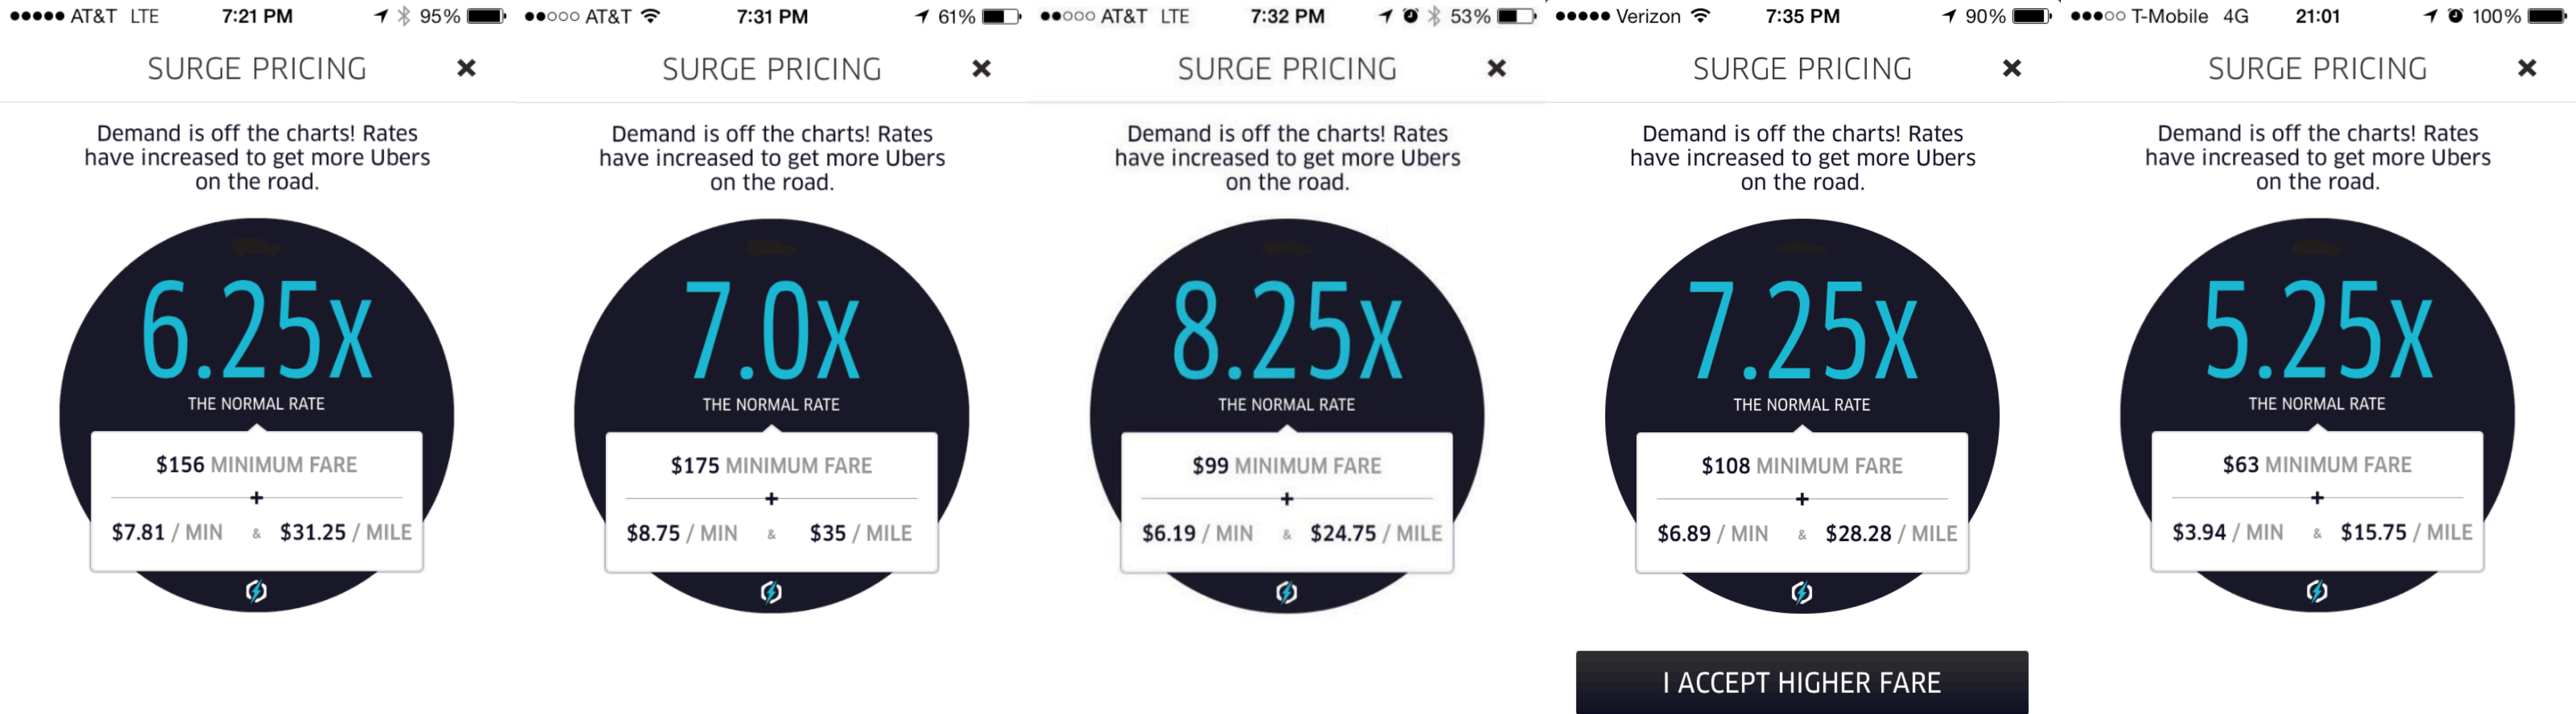 AT&T LTE 7:21 PM 95%
SURGE PRICING ×
Demand is off the charts! Rates
have increased to get more Ubers
on the road.
6.25x
THE NORMAL RATE
$156 MINIMUM FARE
+
$7.81 / MIN & $31.25 / MILE
AT&T 7:31 PM 61%
SURGE PRICING ×
Demand is off the charts! Rates
have increased to get more Ubers
on the road.
7.0x
THE NORMAL RATE
$175 MINIMUM FARE
+
$8.75 / MIN & $35 / MILE
AT&T LTE 7:32 PM 53%
SURGE PRICING ×
Demand is off the charts! Rates
have increased to get more Ubers
on the road.
8.25x
THE NORMAL RATE
$99 MINIMUM FARE
+
$6.19 / MIN & $24.75 / MILE
Verizon 7:35 PM 90%
SURGE PRICING ×
Demand is off the charts! Rates
have increased to get more Ubers
on the road.
7.25x
THE NORMAL RATE
$108 MINIMUM FARE
+
$6.89 / MIN & $28.28 / MILE
I ACCEPT HIGHER FARE
T-Mobile 4G 21:01 100%
SURGE PRICING ×
Demand is off the charts! Rates
have increased to get more Ubers
on the road.
5.25x
THE NORMAL RATE
$63 MINIMUM FARE
+
$3.94 / MIN & $15.75 / MILE